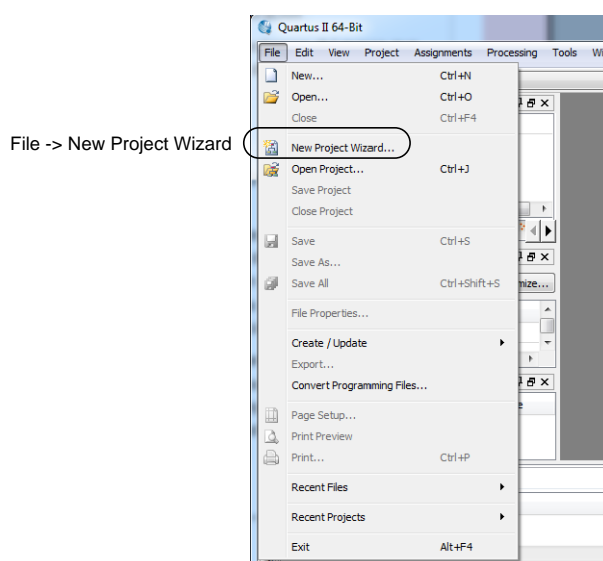 Quartus II 64-Bit
File Edit View Project Assignments Processing Tools Wi
New... Ctrl+N
Open... Ctrl+O
Close Ctrl+F4
File -> New Project Wizard
New Project Wizard...
Open Project... Ctrl+J
Save Project
Close Project
Save Ctrl+S
Save As...
Save All Ctrl+Shift+S
mize...
File Properties...
Create / Update
Export...
Convert Programming Files...
Page Setup...
Print Preview
Print... Ctrl+P
Recent Files
Recent Projects
Exit Alt+F4